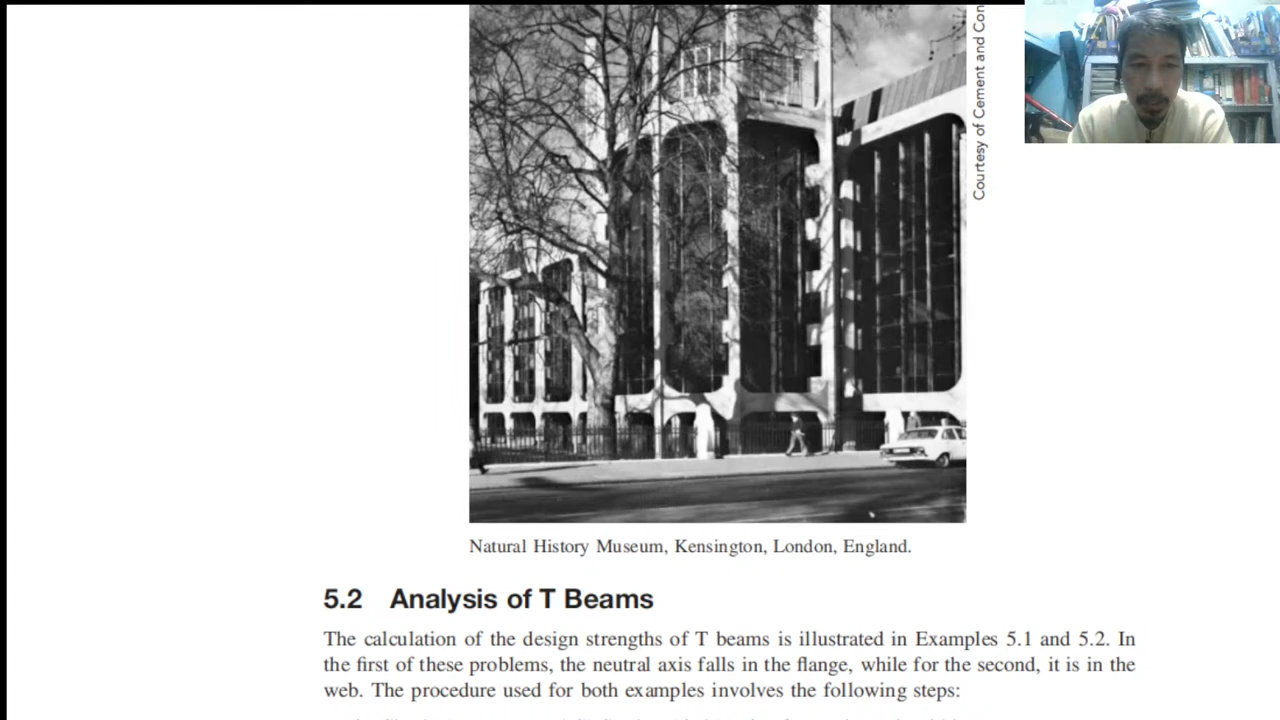 Courtesy of Cement and Con
Natural History Museum, Kensington, London, England.
5.2 Analysis of T Beams
The calculation of the design strengths of T beams is illustrated in Examples 5.1 and 5.2. In
the first of these problems, the neutral axis falls in the flange, while for the second, it is in the
web. The procedure used for both examples involves the following steps: